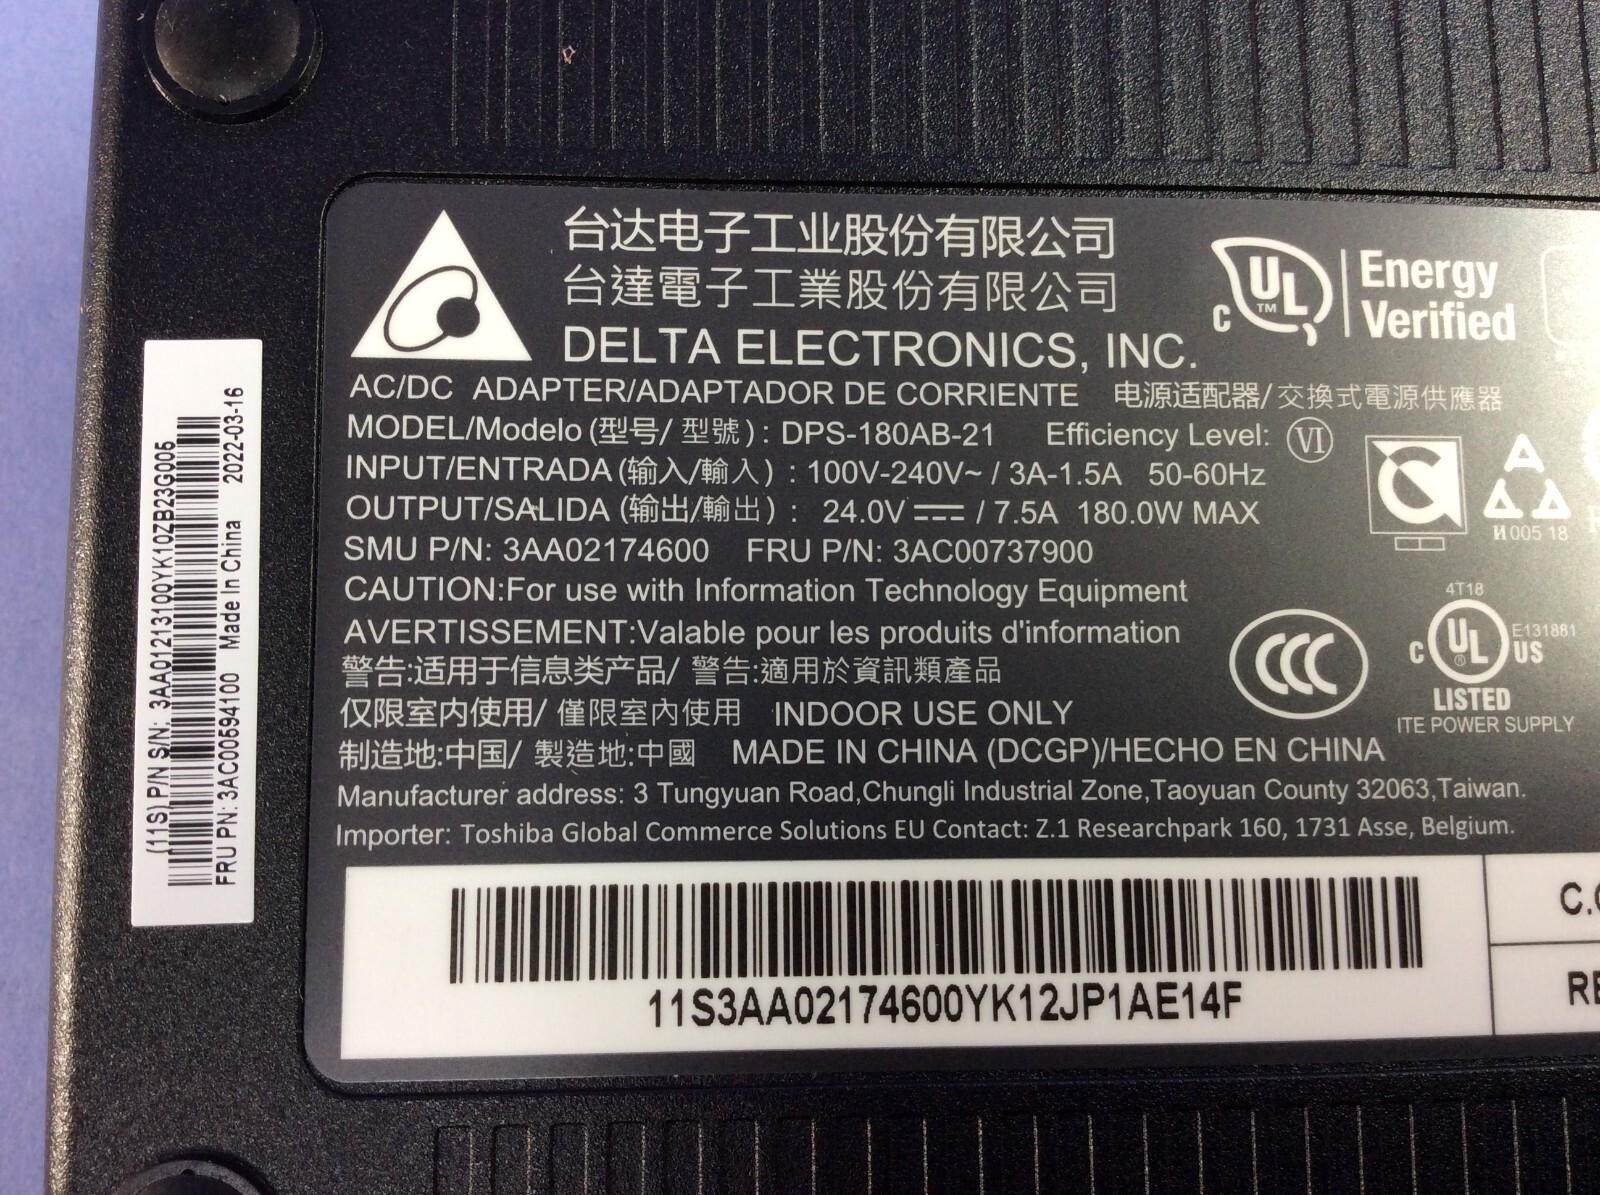 (11S) P/N S/N: 3AA01213100YK10ZB23G005
FRU PN: 3AC00594100 Made In China 2022-03-16
台达电子工业股份有限公司
台達電子工業股份有限公司
DELTA ELECTRONICS, INC.
c UL TM Energy Verified
AC/DC ADAPTER/ADAPTADOR DE CORRIENTE 电源适配器/交換式電源供應器
MODEL/Modelo (型号/ 型號): DPS-180AB-21 Efficiency Level: VI
INPUT/ENTRADA (输入/輸入): 100V-240V~ / 3A-1.5A 50-60Hz
OUTPUT/SALIDA (输出/輸出): 24.0V ⎓ / 7.5A 180.0W MAX
И005 18
SMU P/N: 3AA02174600 FRU P/N: 3AC00737900
CAUTION:For use with Information Technology Equipment
AVERTISSEMENT:Valable pour les produits d'information
警告:适用于信息类产品/ 警告:適用於資訊類產品
仅限室内使用/ 僅限室內使用 INDOOR USE ONLY
CCC
4T18
c UL ® US E131881
LISTED
ITE POWER SUPPLY
制造地:中国/ 製造地:中國 MADE IN CHINA (DCGP)/HECHO EN CHINA
Manufacturer address: 3 Tungyuan Road,Chungli Industrial Zone,Taoyuan County 32063,Taiwan.
Importer: Toshiba Global Commerce Solutions EU Contact: Z.1 Researchpark 160, 1731 Asse, Belgium.
11S3AA02174600YK12JP1AE14F